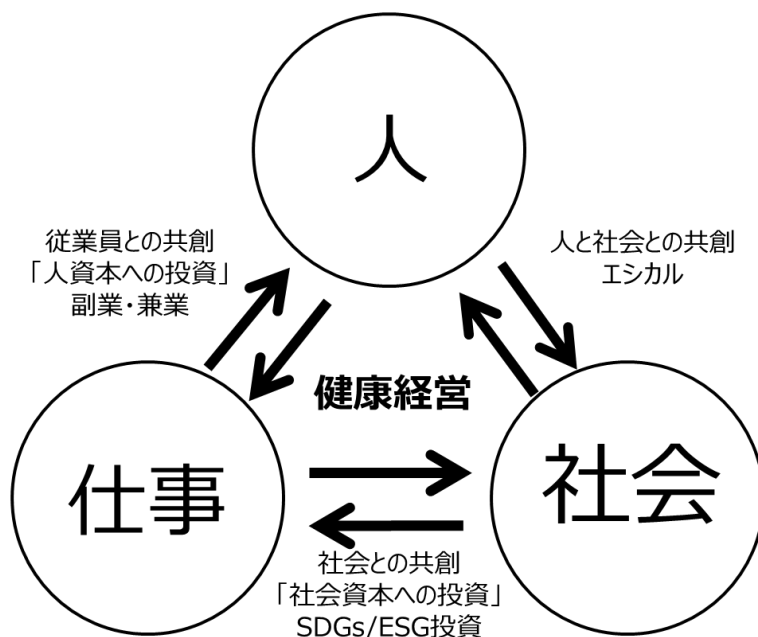 人
従業員との共創
「人資本への投資」
副業・兼業
人と社会との共創
エシカル
健康経営
仕事
社会
社会との共創
「社会資本への投資」
SDGs/ESG投資